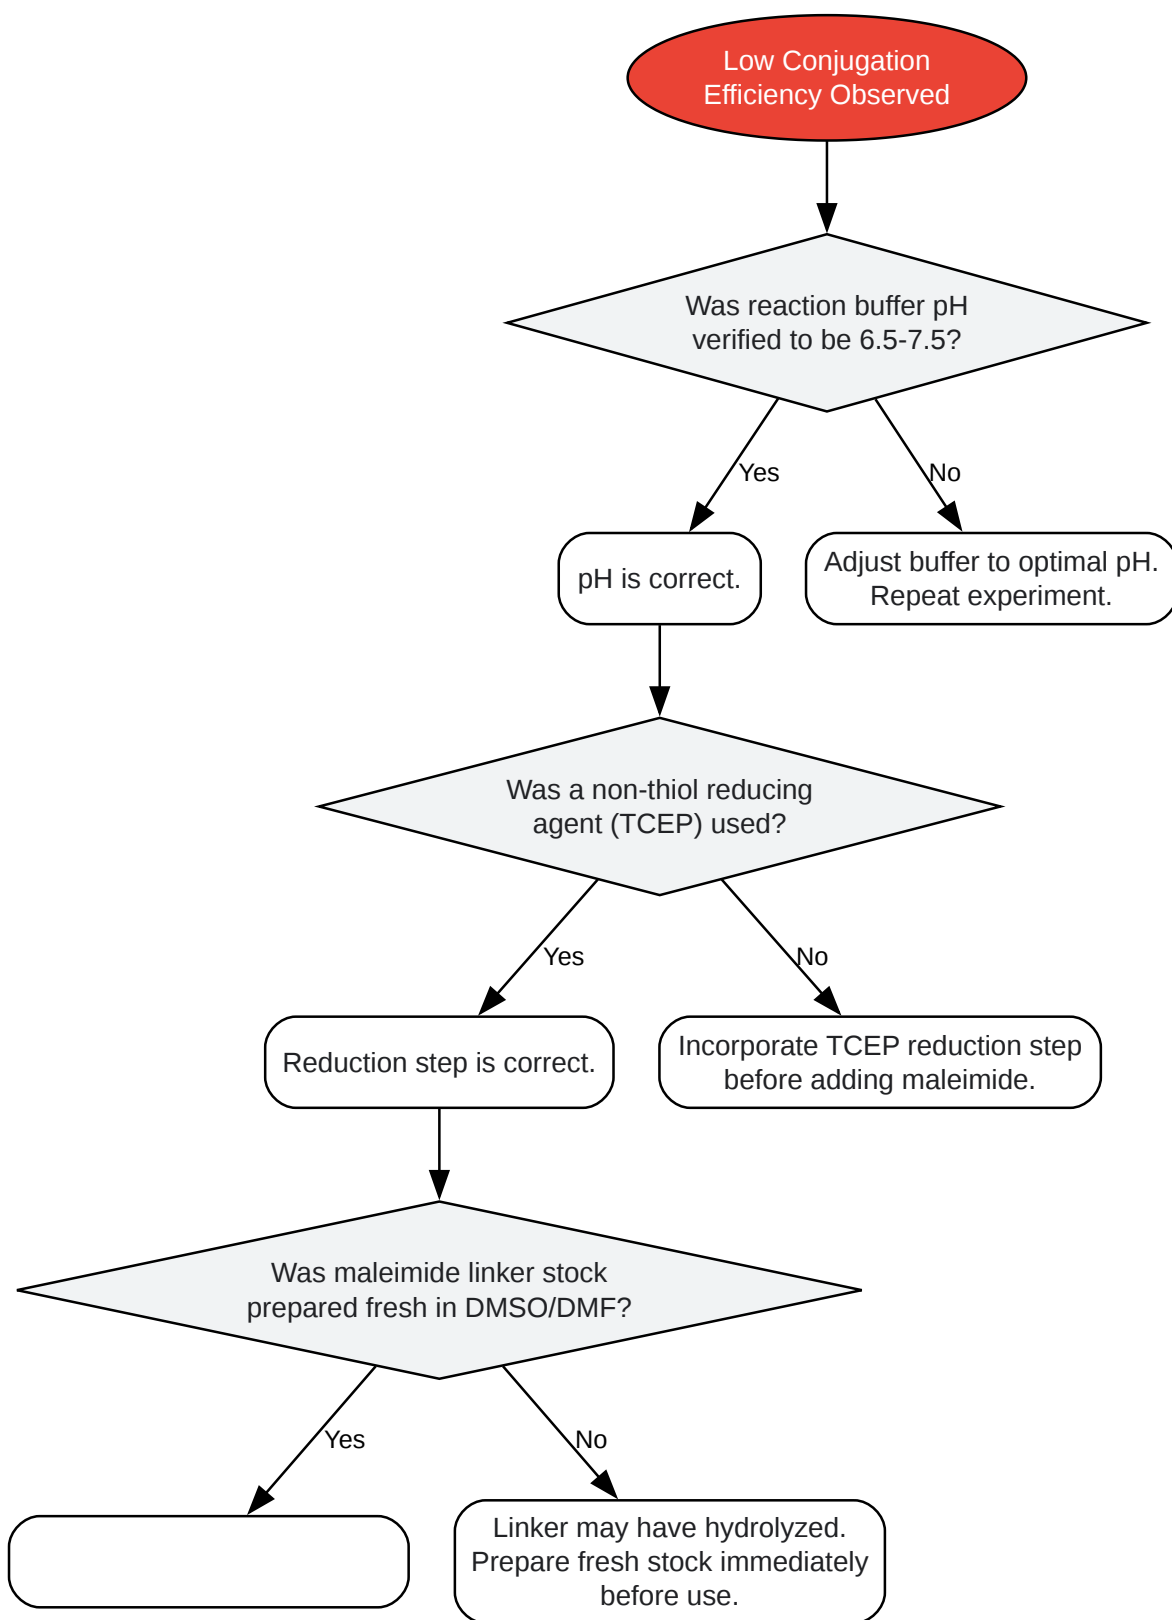 Low Conjugation
Efficiency Observed
Was reaction buffer pH
verified to be 6.5-7.5?
Yes
No
pH is correct.
Adjust buffer to optimal pH.
Repeat experiment.
Was a non-thiol reducing
agent (TCEP) used?
Yes
No
Reduction step is correct.
Incorporate TCEP reduction step
before adding maleimide.
Was maleimide linker stock
prepared fresh in DMSO/DMF?
Yes
No
Linker may have hydrolyzed.
Prepare fresh stock immediately
before use.